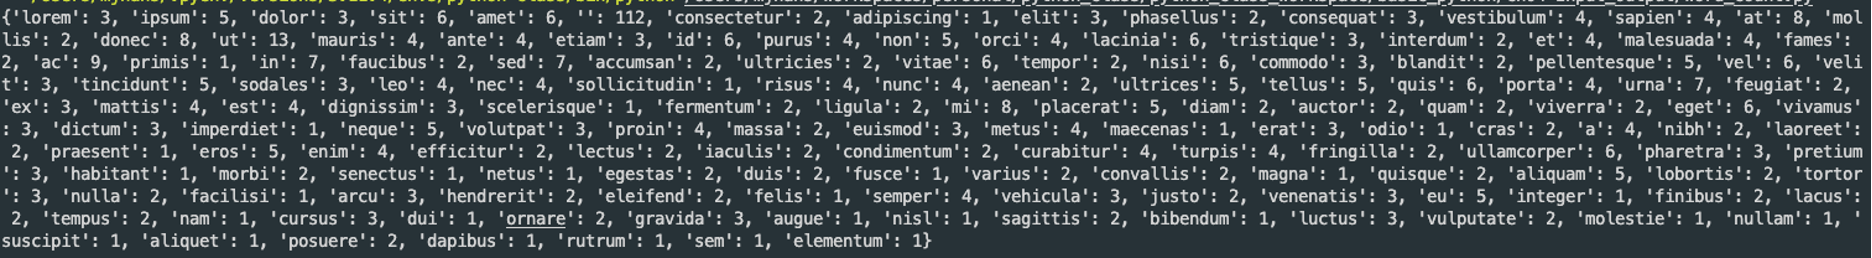 {'lorem': 3, 'ipsum': 5, 'dolor': 3, 'sit': 6, 'amet': 6, '': 112, 'consectetur': 2, 'adipiscing': 1, 'elit': 3, 'phasellus': 2, 'consequat': 3, 'vestibulum': 4, 'sapien': 4, 'at': 8, 'mol
lis': 2, 'donec': 8, 'ut': 13, 'mauris': 4, 'ante': 4, 'etiam': 3, 'id': 6, 'purus': 4, 'non': 5, 'orci': 4, 'lacinia': 6, 'tristique': 3, 'interdum': 2, 'et': 4, 'malesuada': 4, 'fames':
2, 'ac': 9, 'primis': 1, 'in': 7, 'faucibus': 2, 'sed': 7, 'accumsan': 2, 'ultricies': 2, 'vitae': 6, 'tempor': 2, 'nisi': 6, 'commodo': 3, 'blandit': 2, 'pellentesque': 5, 'vel': 6, 'veli
t': 3, 'tincidunt': 5, 'sodales': 3, 'leo': 4, 'nec': 4, 'sollicitudin': 1, 'risus': 4, 'nunc': 4, 'aenean': 2, 'ultrices': 5, 'tellus': 5, 'quis': 6, 'porta': 4, 'urna': 7, 'feugiat': 2,
'ex': 3, 'mattis': 4, 'est': 4, 'dignissim': 3, 'scelerisque': 1, 'fermentum': 2, 'ligula': 2, 'mi': 8, 'placerat': 5, 'diam': 2, 'auctor': 2, 'quam': 2, 'viverra': 2, 'eget': 6, 'vivamus'
: 3, 'dictum': 3, 'imperdiet': 1, 'neque': 5, 'volutpat': 3, 'proin': 4, 'massa': 2, 'euismod': 3, 'metus': 4, 'maecenas': 1, 'erat': 3, 'odio': 1, 'cras': 2, 'a': 4, 'nibh': 2, 'laoreet':
2, 'praesent': 1, 'eros': 5, 'enim': 4, 'efficitur': 2, 'lectus': 2, 'iaculis': 2, 'condimentum': 2, 'curabitur': 4, 'turpis': 4, 'fringilla': 2, 'ullamcorper': 6, 'pharetra': 3, 'pretium
': 3, 'habitant': 1, 'morbi': 2, 'senectus': 1, 'netus': 1, 'egestas': 2, 'duis': 2, 'fusce': 1, 'varius': 2, 'convallis': 2, 'magna': 1, 'quisque': 2, 'aliquam': 5, 'lobortis': 2, 'tortor
': 3, 'nulla': 2, 'facilisi': 1, 'arcu': 3, 'hendrerit': 2, 'eleifend': 2, 'felis': 1, 'semper': 4, 'vehicula': 3, 'justo': 2, 'venenatis': 3, 'eu': 5, 'integer': 1, 'finibus': 2, 'lacus':
2, 'tempus': 2, 'nam': 1, 'cursus': 3, 'dui': 1, 'ornare': 2, 'gravida': 3, 'augue': 1, 'nisl': 1, 'sagittis': 2, 'bibendum': 1, 'luctus': 3, 'vulputate': 2, 'molestie': 1, 'nullam': 1, '
suscipit': 1, 'aliquet': 1, 'posuere': 2, 'dapibus': 1, 'rutrum': 1, 'sem': 1, 'elementum': 1}